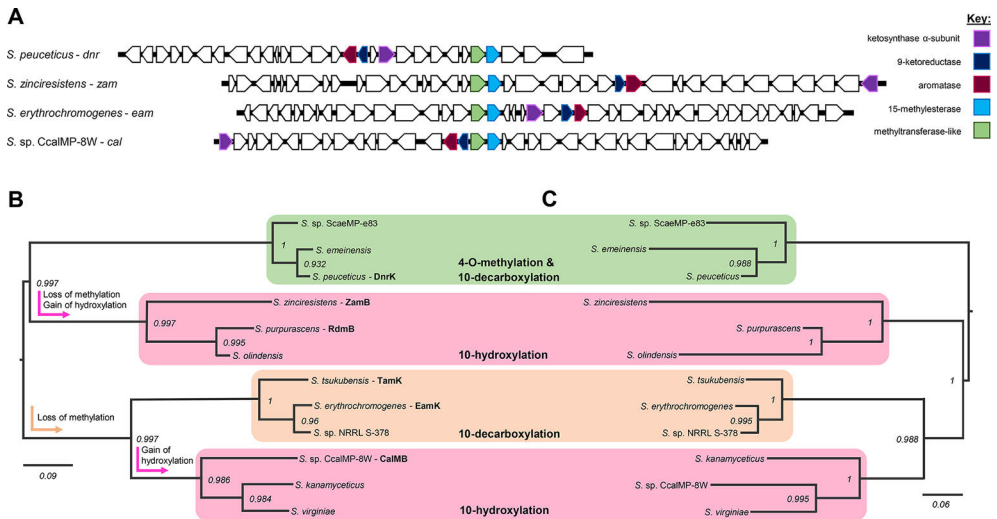 A
Key:
S. peuceticus - dnr
ketosynthase α-subunit
S. zinciresistens - zam
9-ketoreductase
aromatase
S. erythrochromogenes - eam
15-methylesterase
S. sp. CcalMP-8W - cal
methyltransferase-like
B
C
S. sp. ScaeMP-e83
S. sp. ScaeMP-e83
1
1
S. emeinensis
S. emeinensis
4-O-methylation &
10-decarboxylation
0.932
0.988
S. peuceticus - DnrK
S. peuceticus
0.997
Loss of methylation
Gain of hydroxylation
S. zinciresistens - ZamB
S. zinciresistens
0.997
1
S. purpurascens - RdmB
S. purpurascens
0.995
1
S. olindensis
10-hydroxylation
S. olindensis
S. tsukubensis - TamK
S. tsukubensis
1
1
1
S. erythrochromogenes - EamK
S. erythrochromogenes
Loss of methylation
0.96
0.995
S. sp. NRRL S-378
10-decarboxylation
S. sp. NRRL S-378
0.997
0.988
Gain of
hydroxylation
S. sp. CcalMP-8W - CalMB
S. kanamyceticus
0.09
0.986
1
S. kanamyceticus
S. sp. CcalMP-8W
0.984
0.995
0.06
S. virginiae
10-hydroxylation
S. virginiae